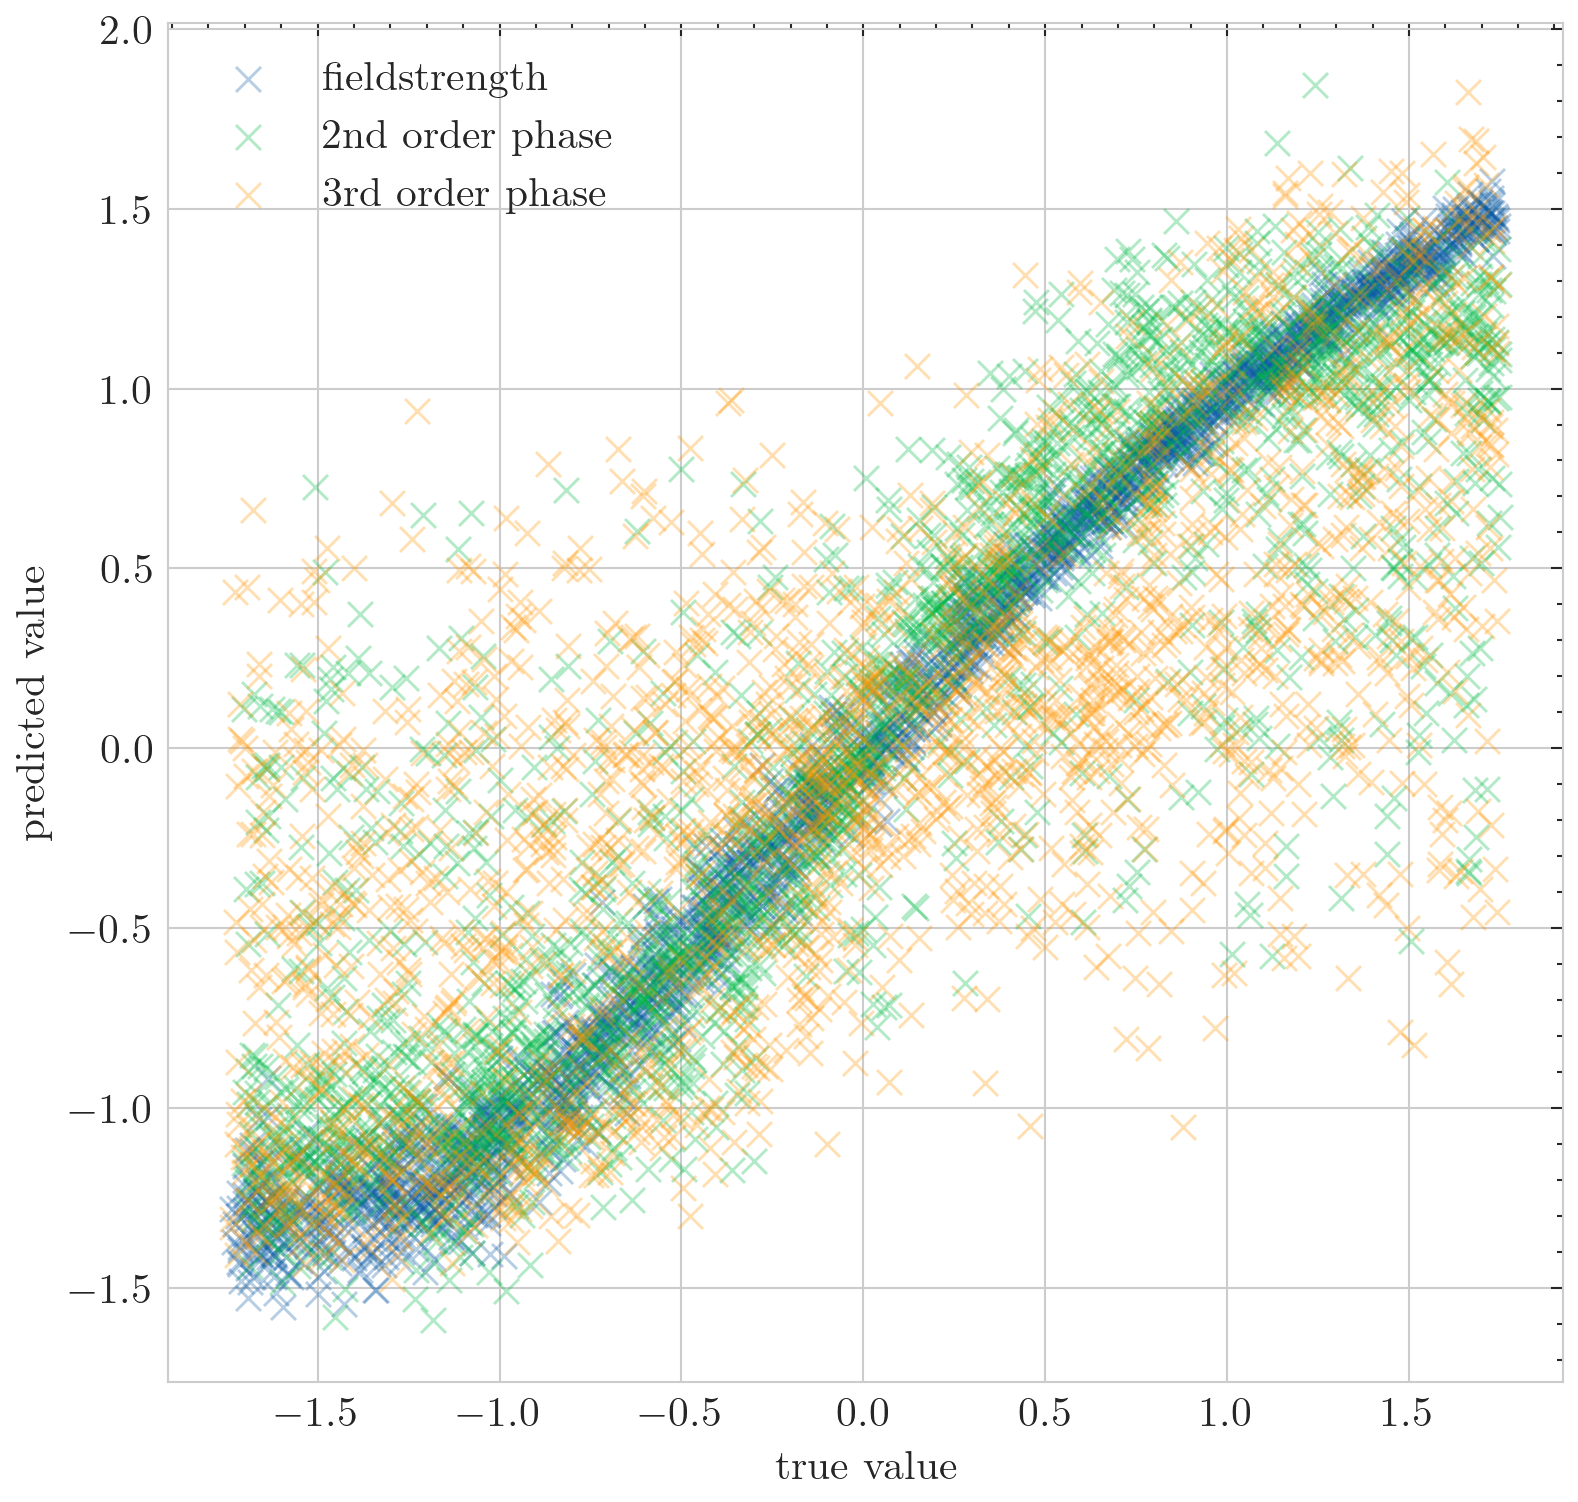 2.0
1.5
1.0
0.5
0.0
−0.5
−1.0
−1.5
fieldstrength
2nd order phase
3rd order phase
predicted value
−1.5 −1.0 −0.5 0.0 0.5 1.0 1.5
true value